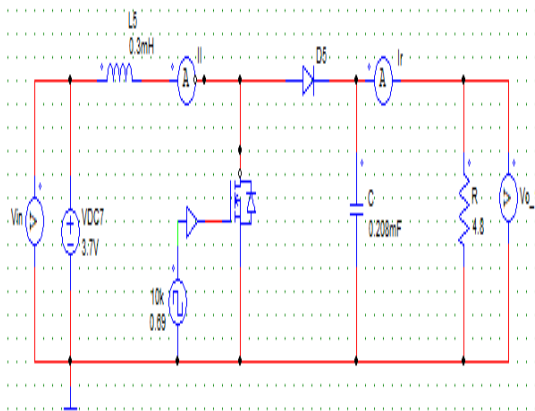 L5
0.3mH
Il
D5
Ir
A
A
Vin
V
VDC7
3.7V
C
0.208mF
R
4.8
V
Vo_
10k
0.69